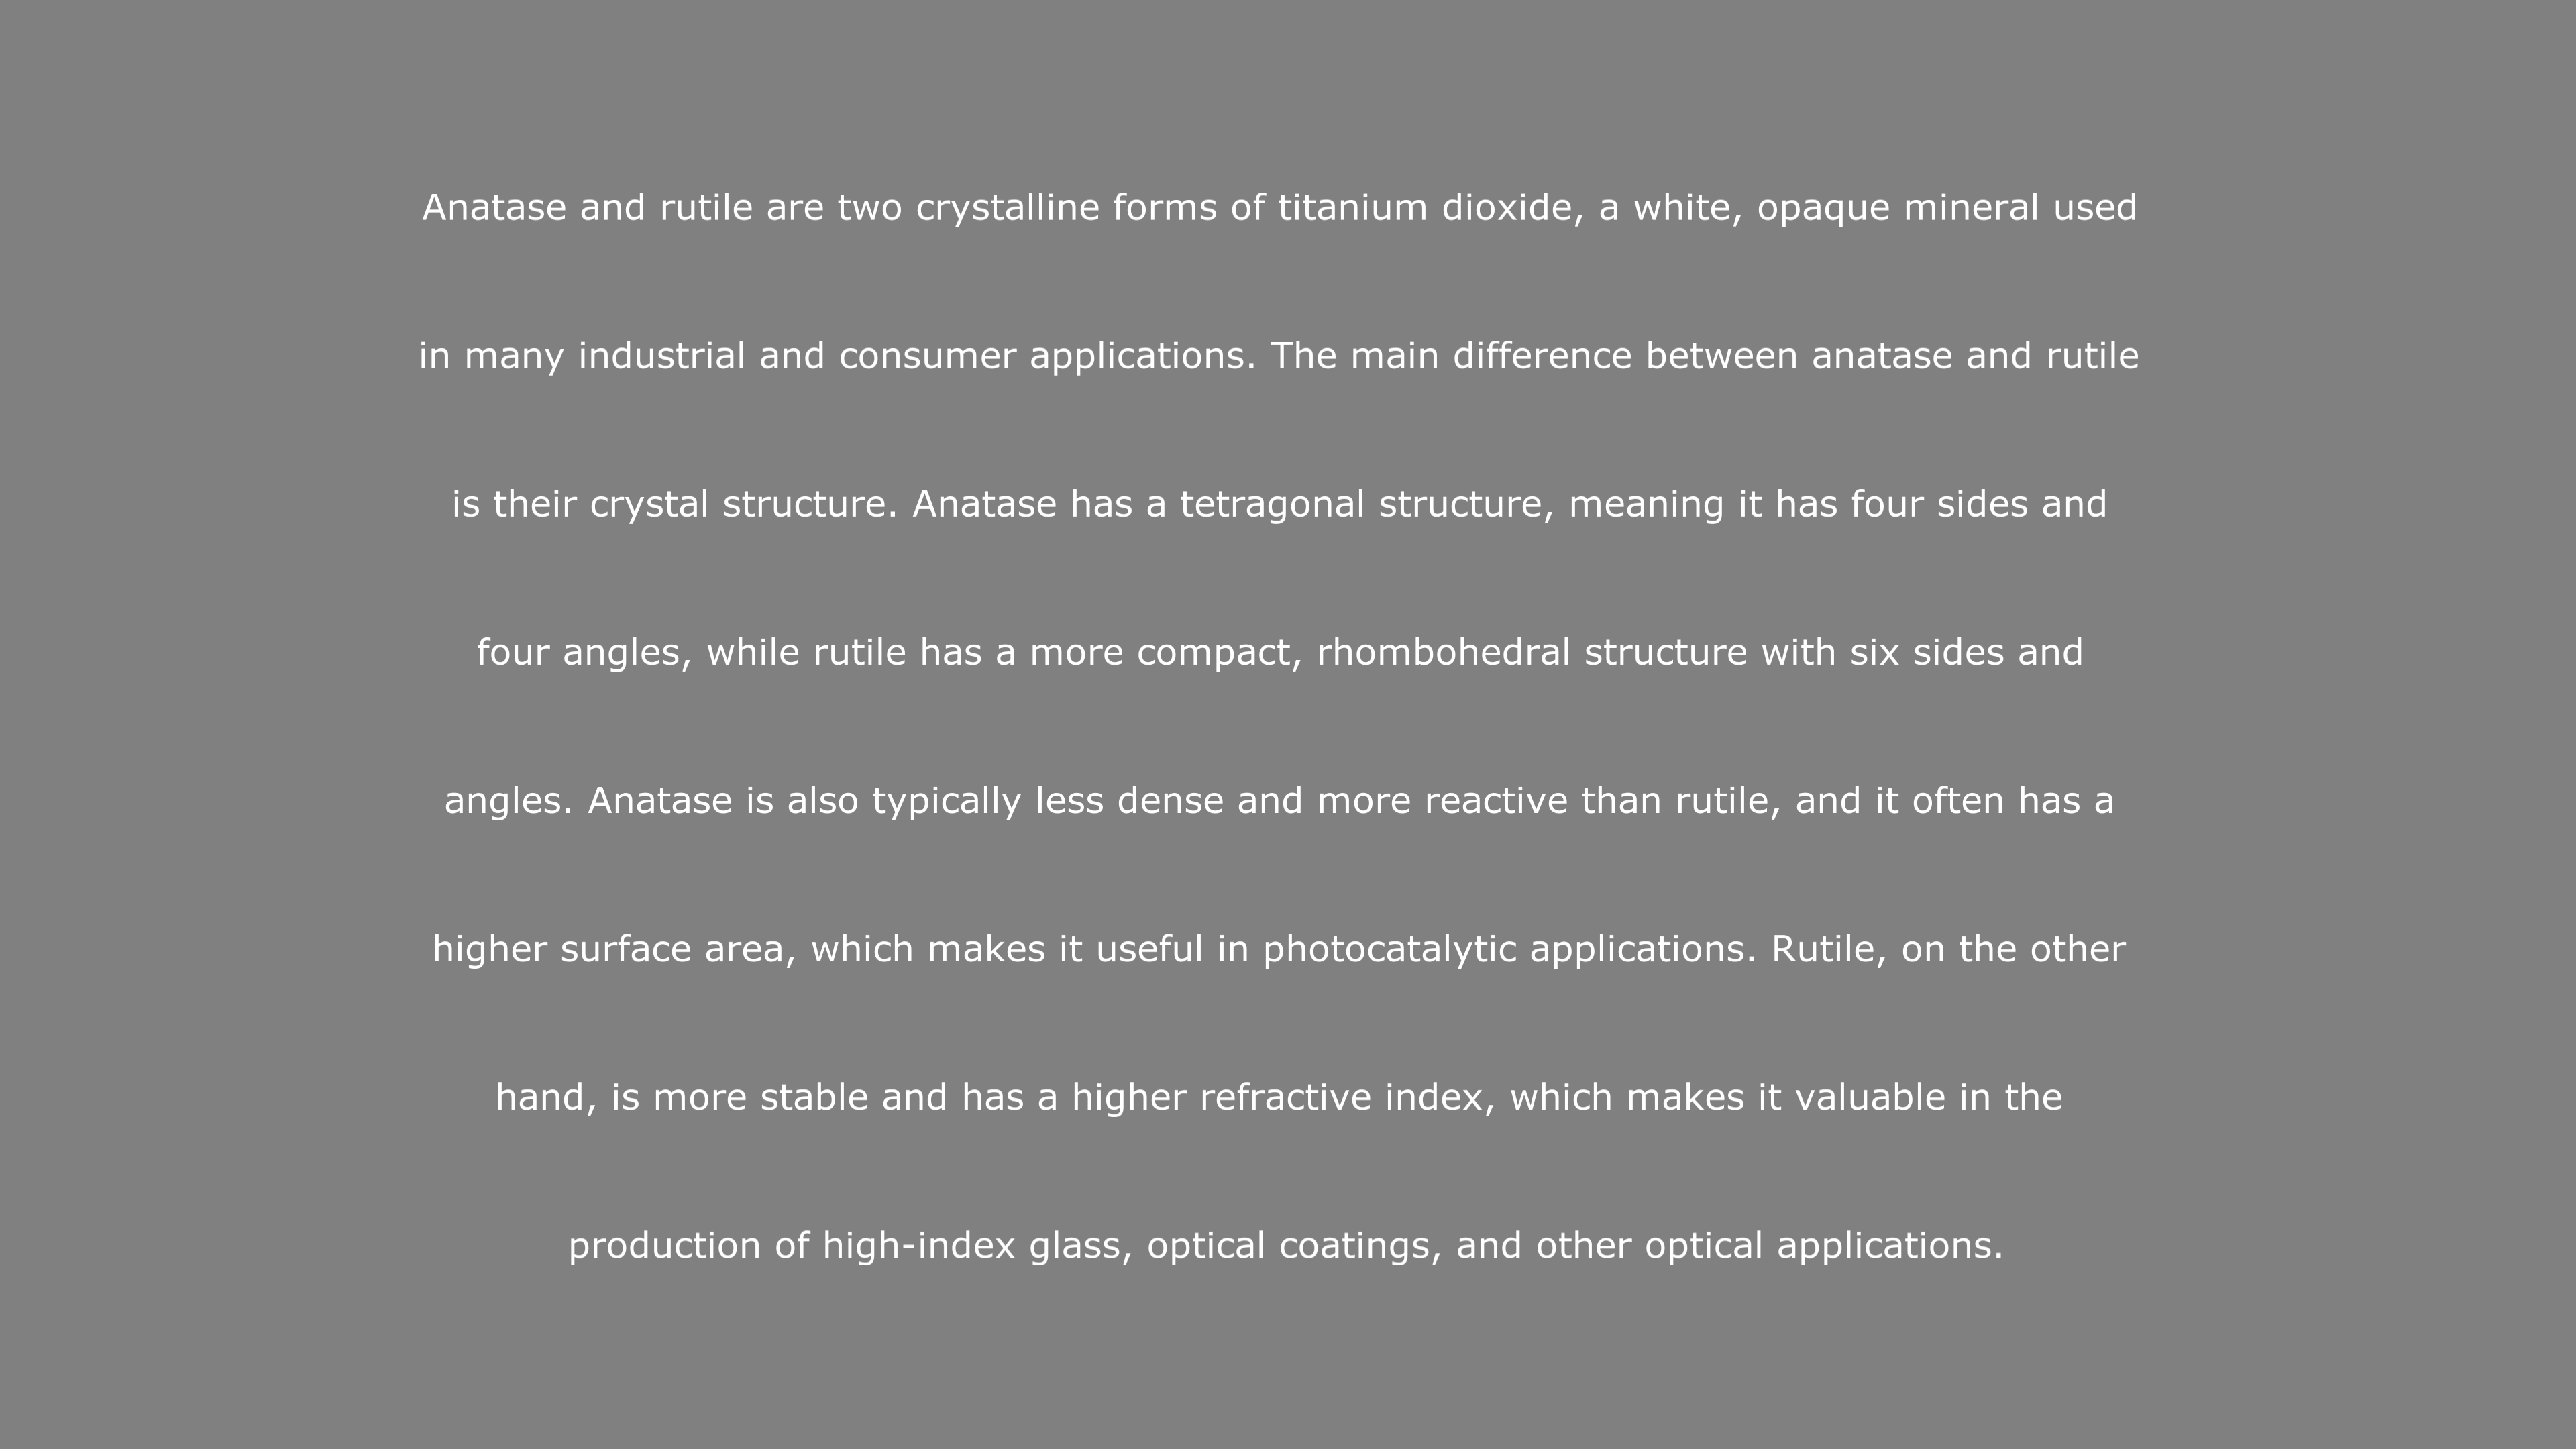 Anatase and rutile are two crystalline forms of titanium dioxide, a white, opaque mineral used
in many industrial and consumer applications. The main difference between anatase and rutile
is their crystal structure. Anatase has a tetragonal structure, meaning it has four sides and
four angles, while rutile has a more compact, rhombohedral structure with six sides and
angles. Anatase is also typically less dense and more reactive than rutile, and it often has a
higher surface area, which makes it useful in photocatalytic applications. Rutile, on the other
hand, is more stable and has a higher refractive index, which makes it valuable in the
production of high-index glass, optical coatings, and other optical applications.